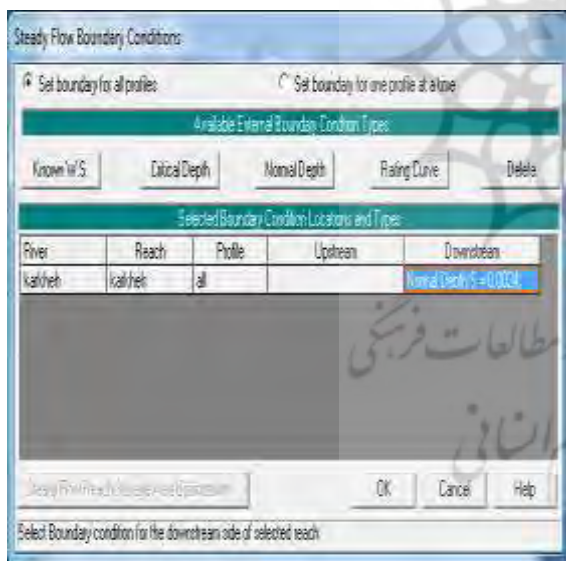 Steady Flow Boundary Conditions
Set boundary for all profiles Set boundary for one profile at a time
Available External Boundary Condition Types
Known W.S. Critical Depth Normal Depth Rating Curve Delete
Selected Boundary Condition Locations and Types
River Reach Profile Upstream Downstream
karkheh karkheh all Normal Depth S = 0.0024
مطالعات فرہنگی
OK Cancel Help
Select Boundary condition for the downstream side of selected reach